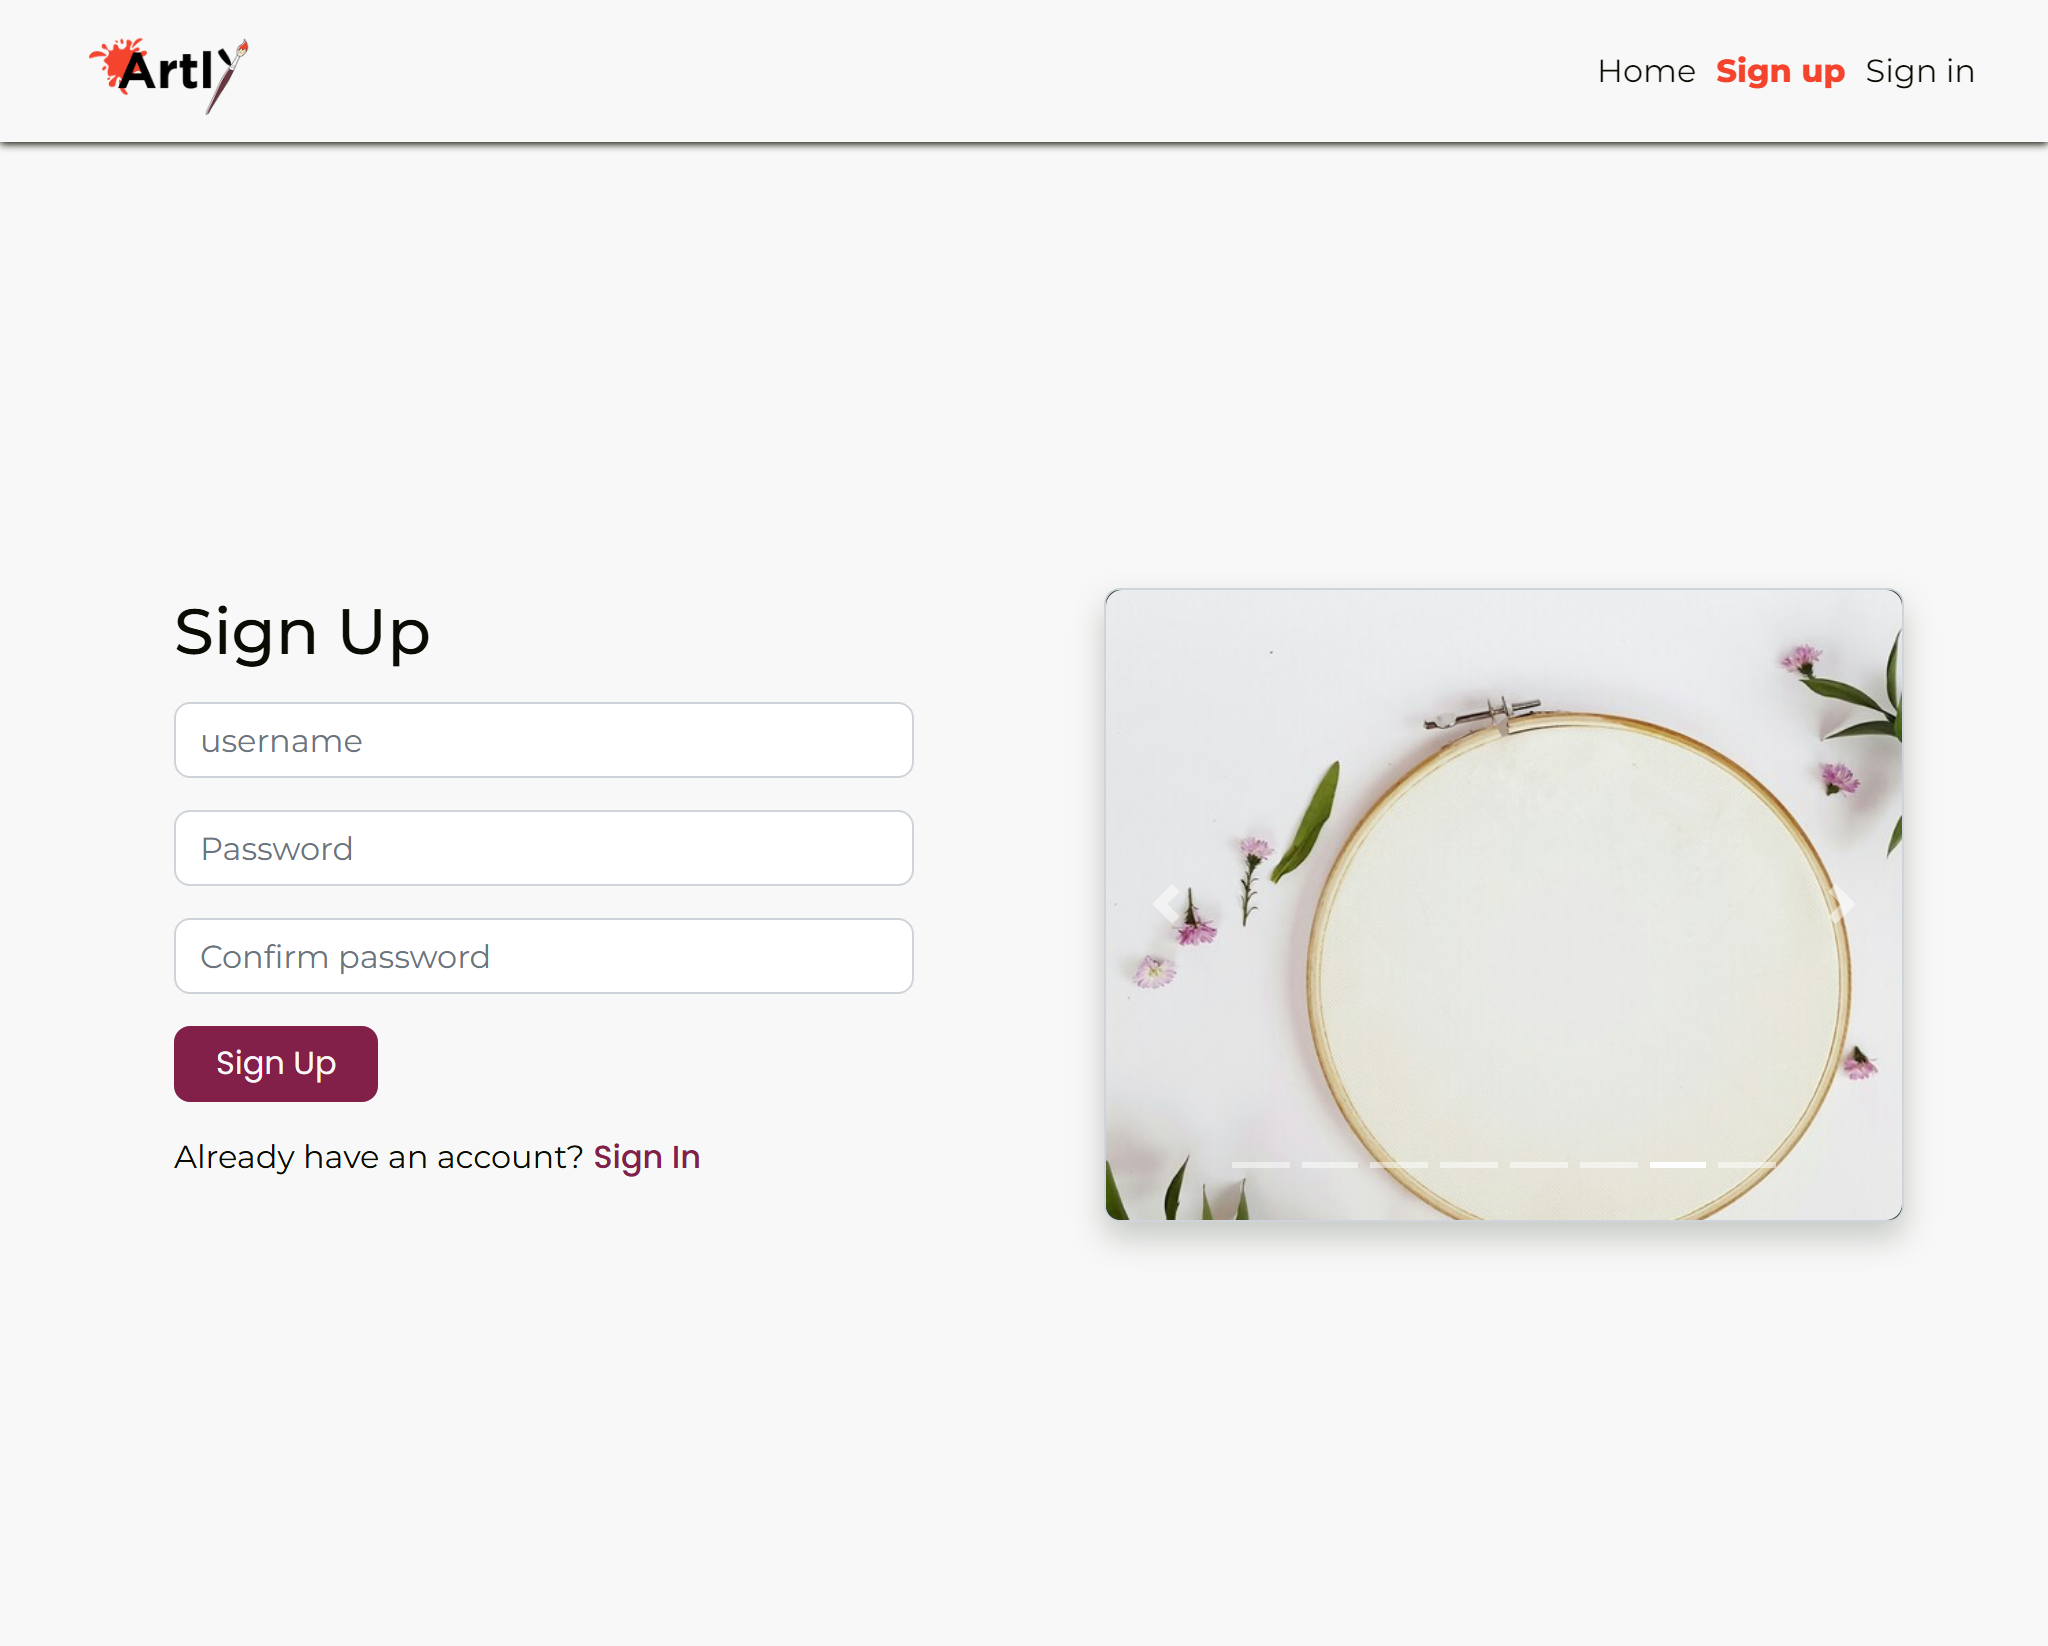 Artly
Home Sign up Sign in
Sign Up
username
Password
Confirm password
Sign Up
Already have an account? Sign In